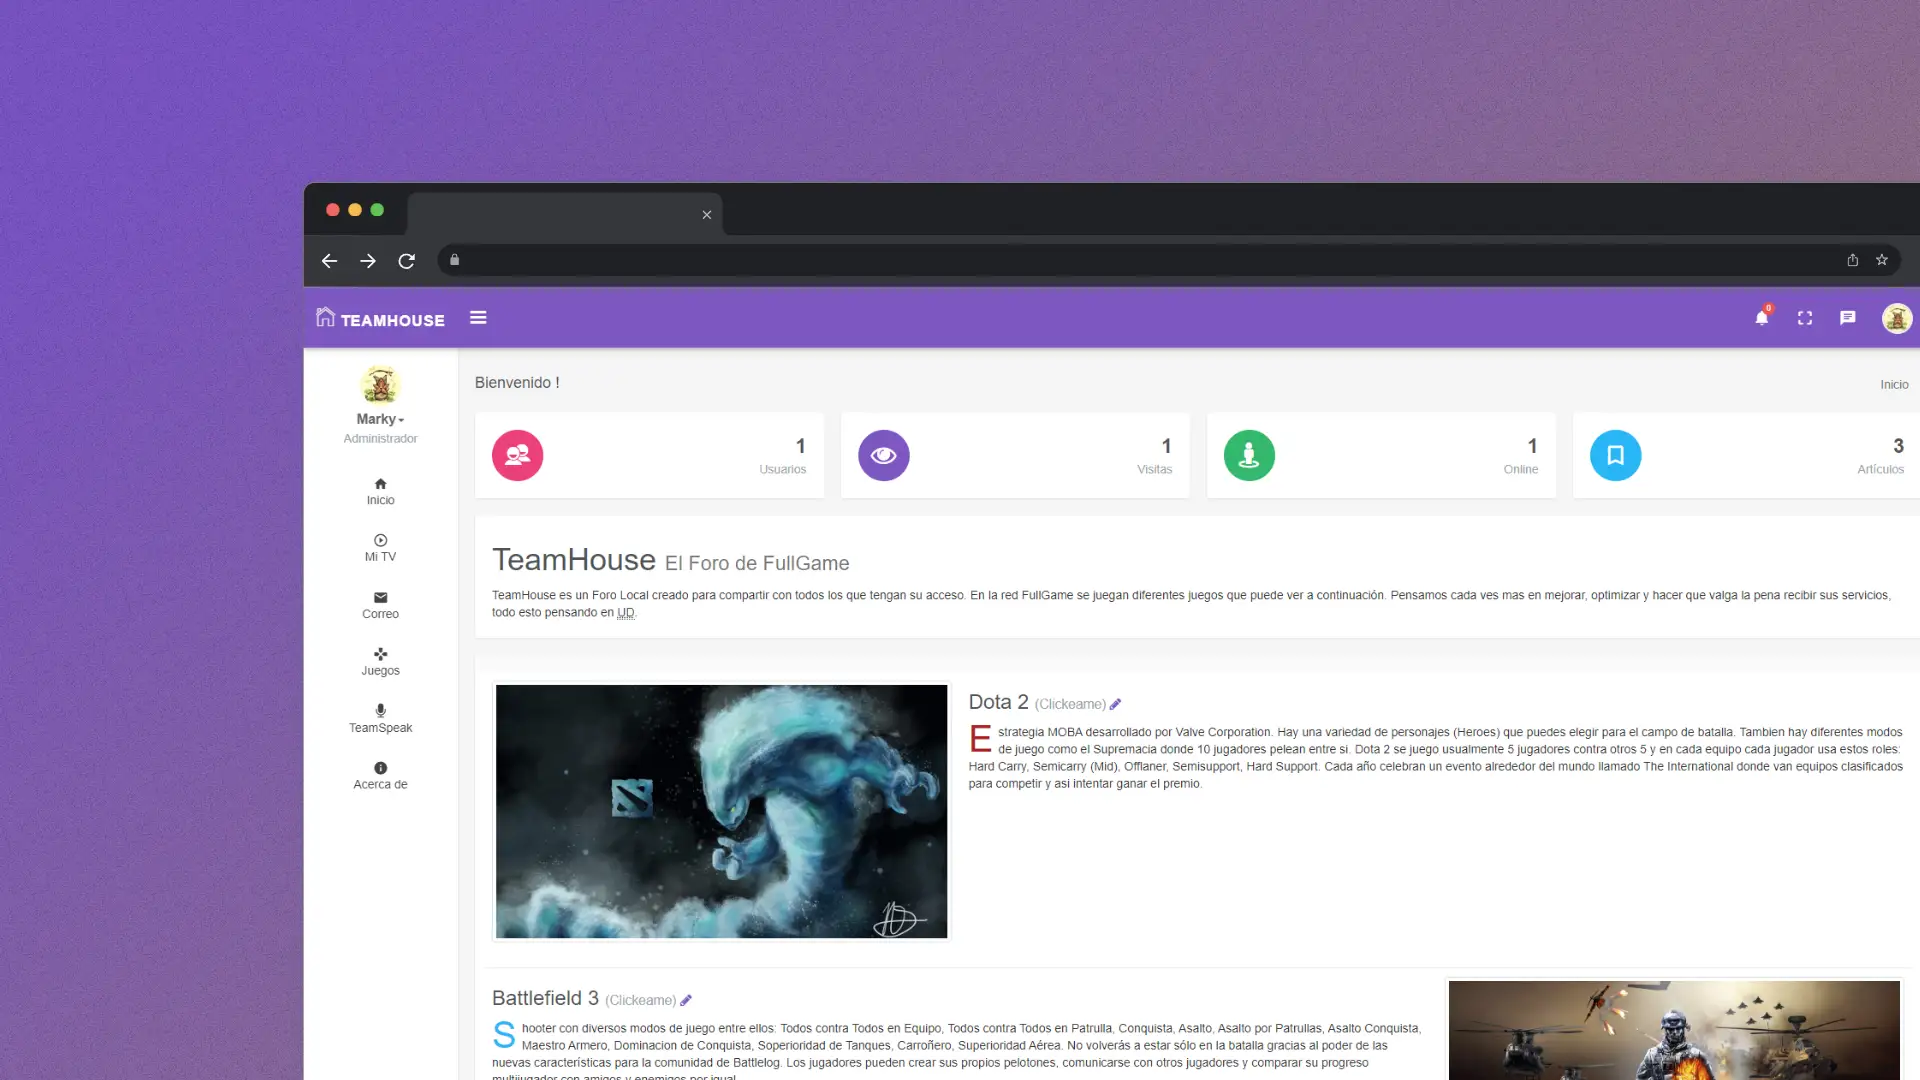 TEAMHOUSE
0
Marky
Administrador
Inicio
Mi TV
Correo
Juegos
TeamSpeak
Acerca de
Bienvenido !
Inicio
1
Usuarios
1
Visitas
1
Online
3
Artículos
TeamHouse El Foro de FullGame
TeamHouse es un Foro Local creado para compartir con todos los que tengan su acceso. En la red FullGame se juegan diferentes juegos que puede ver a continuación. Pensamos cada ves mas en mejorar, optimizar y hacer que valga la pena recibir sus servicios,
todo esto pensando en UD.
Dota 2 (Clickeame)
Estrategia MOBA desarrollado por Valve Corporation. Hay una variedad de personajes (Heroes) que puedes elegir para el campo de batalla. Tambien hay diferentes modos
de juego como el Supremacia donde 10 jugadores pelean entre si. Dota 2 se juego usualmente 5 jugadores contra otros 5 y en cada equipo cada jugador usa estos roles:
Hard Carry, Semicarry (Mid), Offlaner, Semisupport, Hard Support. Cada año celebran un evento alrededor del mundo llamado The International donde van equipos clasificados
para competir y asi intentar ganar el premio.
Battlefield 3 (Clickeame)
Shooter con diversos modos de juego entre ellos: Todos contra Todos en Equipo, Todos contra Todos en Patrulla, Conquista, Asalto, Asalto por Patrullas, Asalto Conquista,
Maestro Armero, Dominacion de Conquista, Soperioridad de Tanques, Carroñero, Superioridad Aérea. No volverás a estar sólo en la batalla gracias al poder de las
nuevas características para la comunidad de Battlelog. Los jugadores pueden crear sus propios pelotones, comunicarse con otros jugadores y comparar su progreso
multijugador con amigos y enemigos por igual.